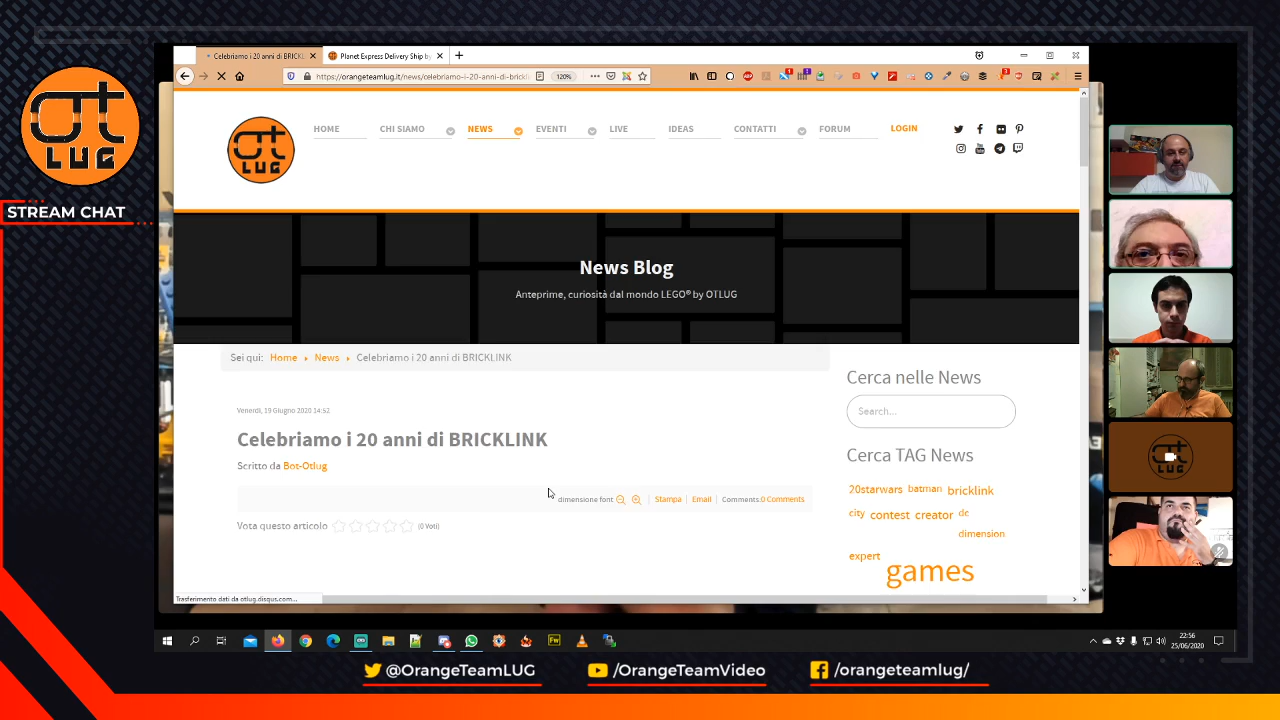 OT
LUG
STREAM CHAT
Celebriamo i 20 anni di BRICKL
Planet Express Delivery Ship by
120%
https://orangeteamlug.it/news/celebriamo-i-20-anni-di-brickli
OT
LUG
HOME
CHI SIAMO
NEWS
EVENTI
LIVE
IDEAS
CONTATTI
FORUM
LOGIN
News Blog
Anteprime, curiosità dal mondo LEGO® by OTLUG
Sei qui: Home News Celebriamo i 20 anni di BRICKLINK
Venerdì, 19 Giugno 2020 14:52
Celebriamo i 20 anni di BRICKLINK
Scritto da Bot-Otlug
dimensione font Stampa Email Comments:0 Comments
Vota questo articolo (0 Voti)
Cerca nelle News
Search...
Cerca TAG News
20starwars batman bricklink
city contest creator dc
dimension
expert
games
Trasferimento dati da otlug.disqus.com...
OT
LUG
22:56
25/06/2020
@OrangeTeamLUG
/OrangeTeamVideo
/orangeteamlug/